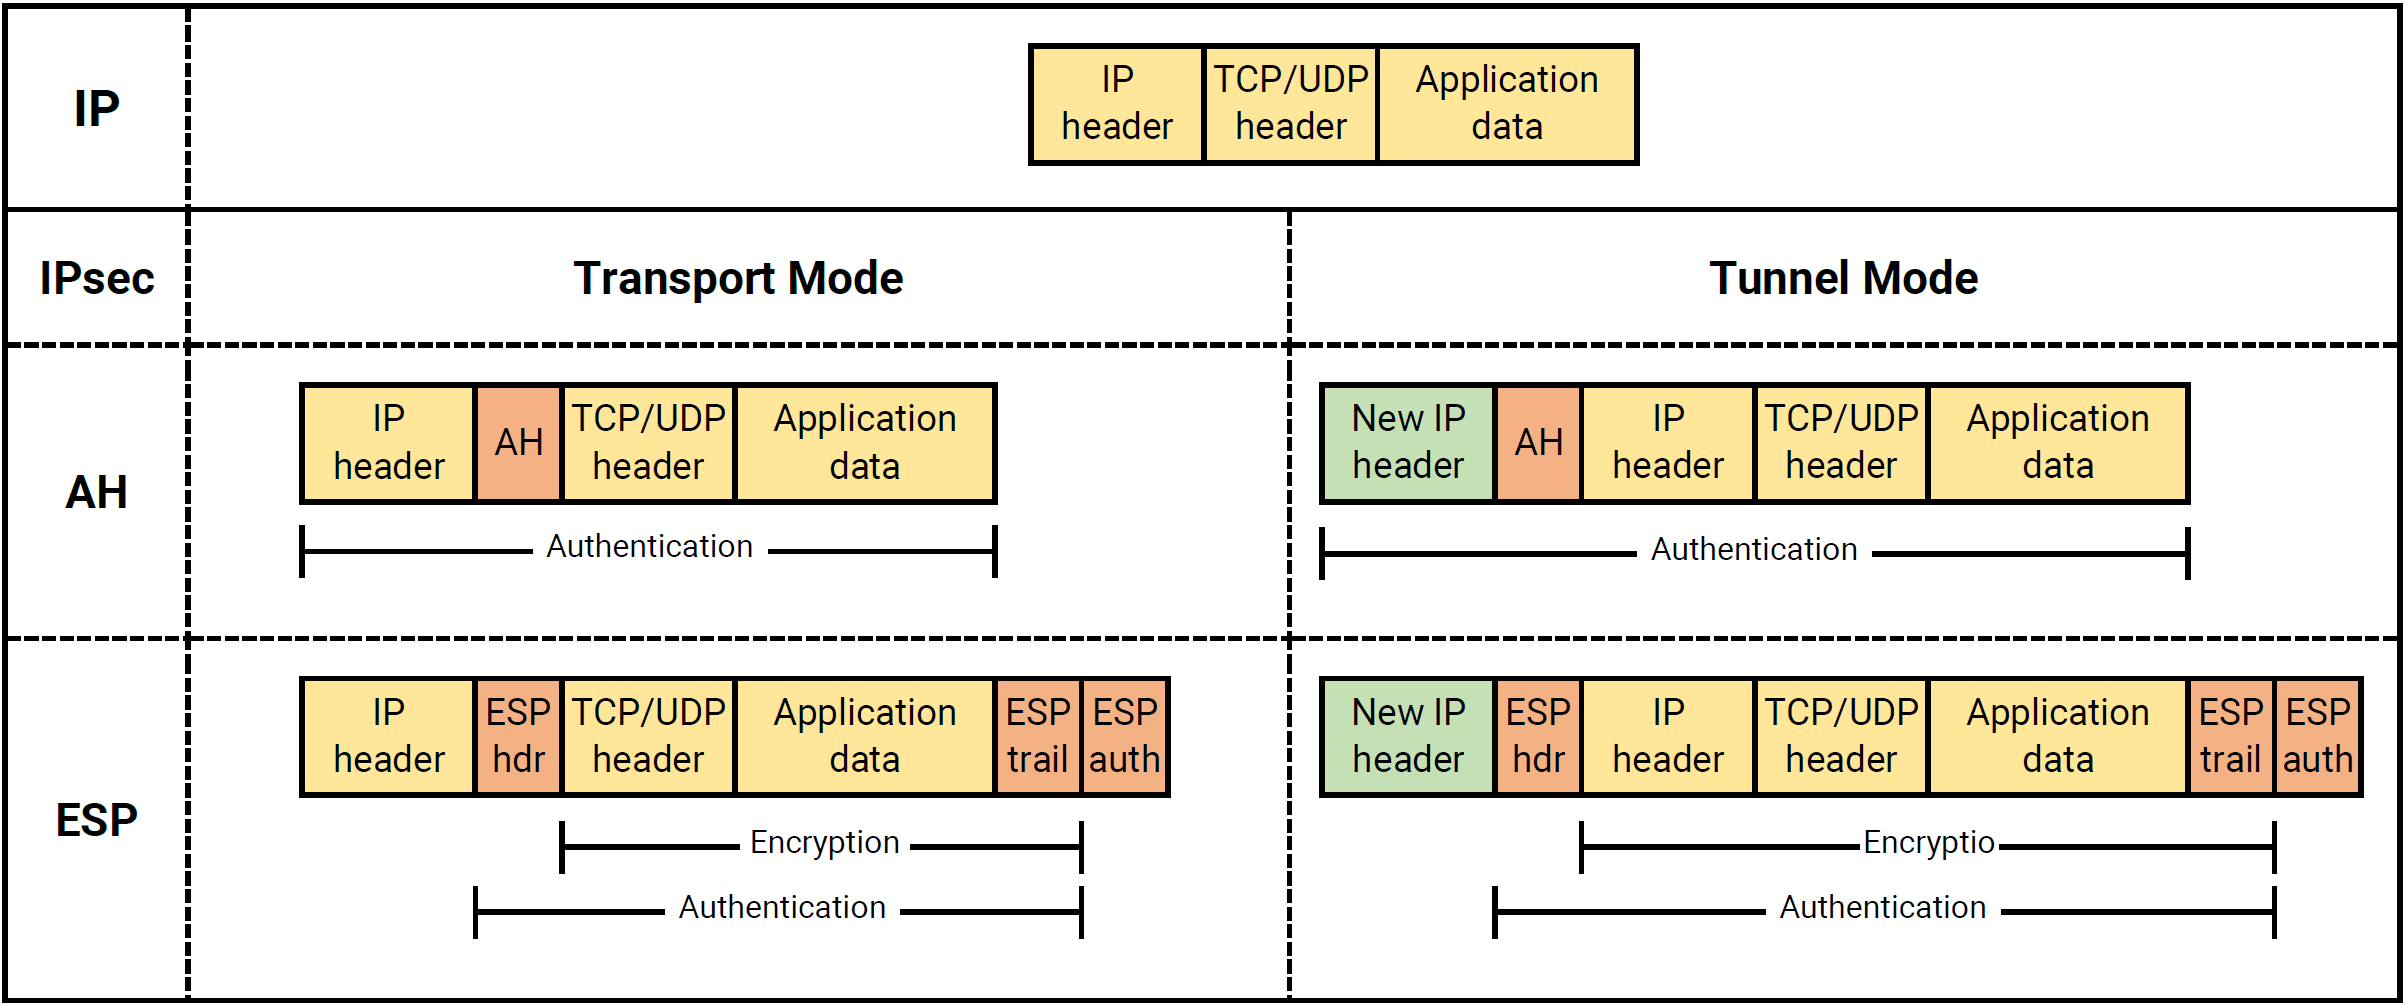 IP
IP
header
TCP/UDP
header
Application
data
IPsec
Transport Mode
Tunnel Mode
AH
IP
header
AH
TCP/UDP
header
Application
data
Authentication
New IP
header
AH
IP
header
TCP/UDP
header
Application
data
Authentication
ESP
IP
header
ESP
hdr
TCP/UDP
header
Application
data
ESP
trail
ESP
auth
Encryption
Authentication
New IP
header
ESP
hdr
IP
header
TCP/UDP
header
Application
data
ESP
trail
ESP
auth
Encryptio
Authentication